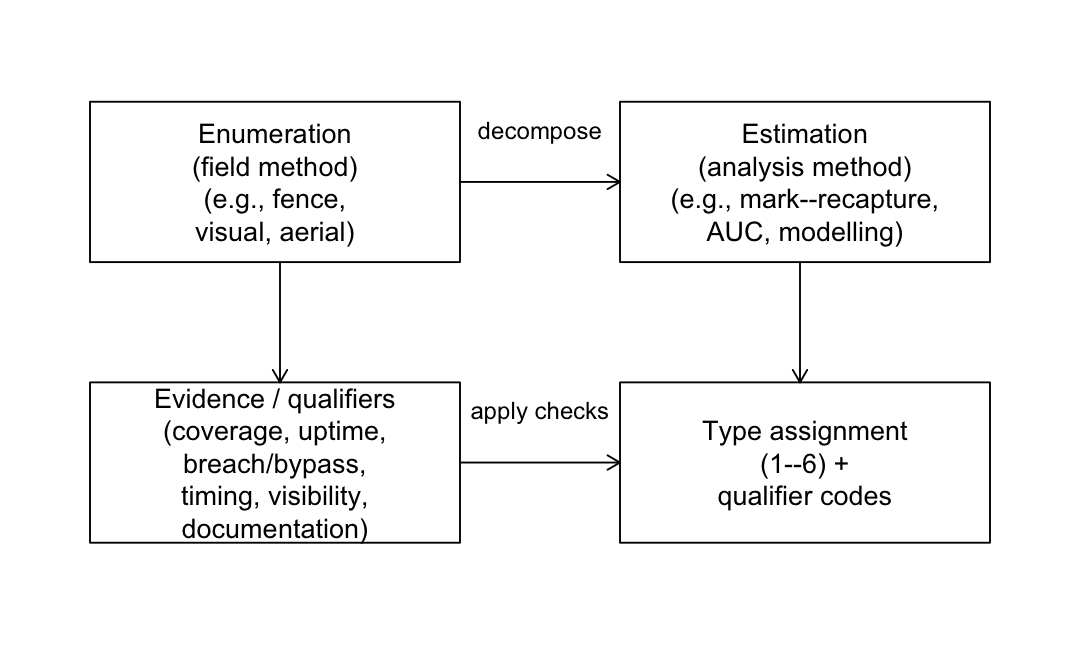 Enumeration
(field method)
(e.g., fence,
visual, aerial)
decompose
Estimation
(analysis method)
(e.g., mark--recapture,
AUC, modelling)
Evidence / qualifiers
(coverage, uptime,
breach/bypass,
timing, visibility,
documentation)
apply checks
Type assignment
(1--6) +
qualifier codes